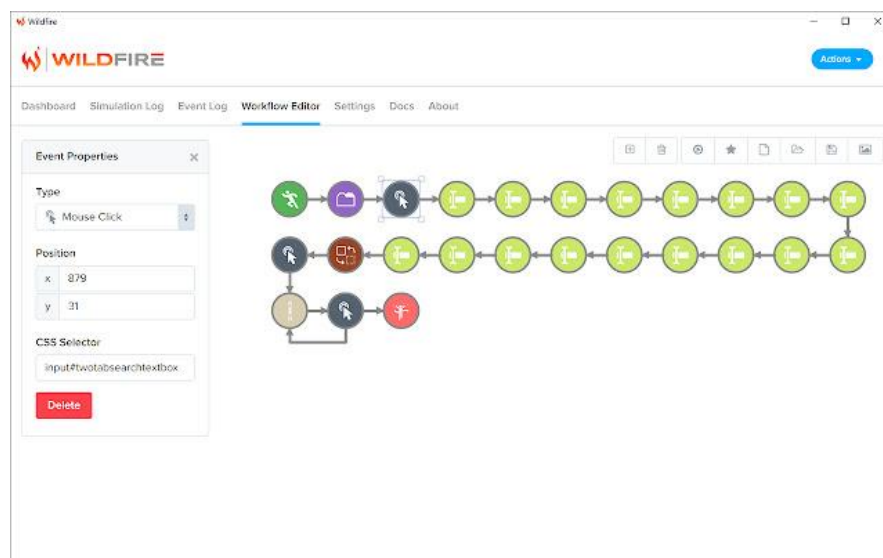 Wildfire
WILDFIRE
Actions
Dashboard Simulation Log Event Log Workflow Editor Settings Docs About
Event Properties
Type
Mouse Click
Position
x 879
y 31
CSS Selector
input#twotabsearchtextbox
Delete